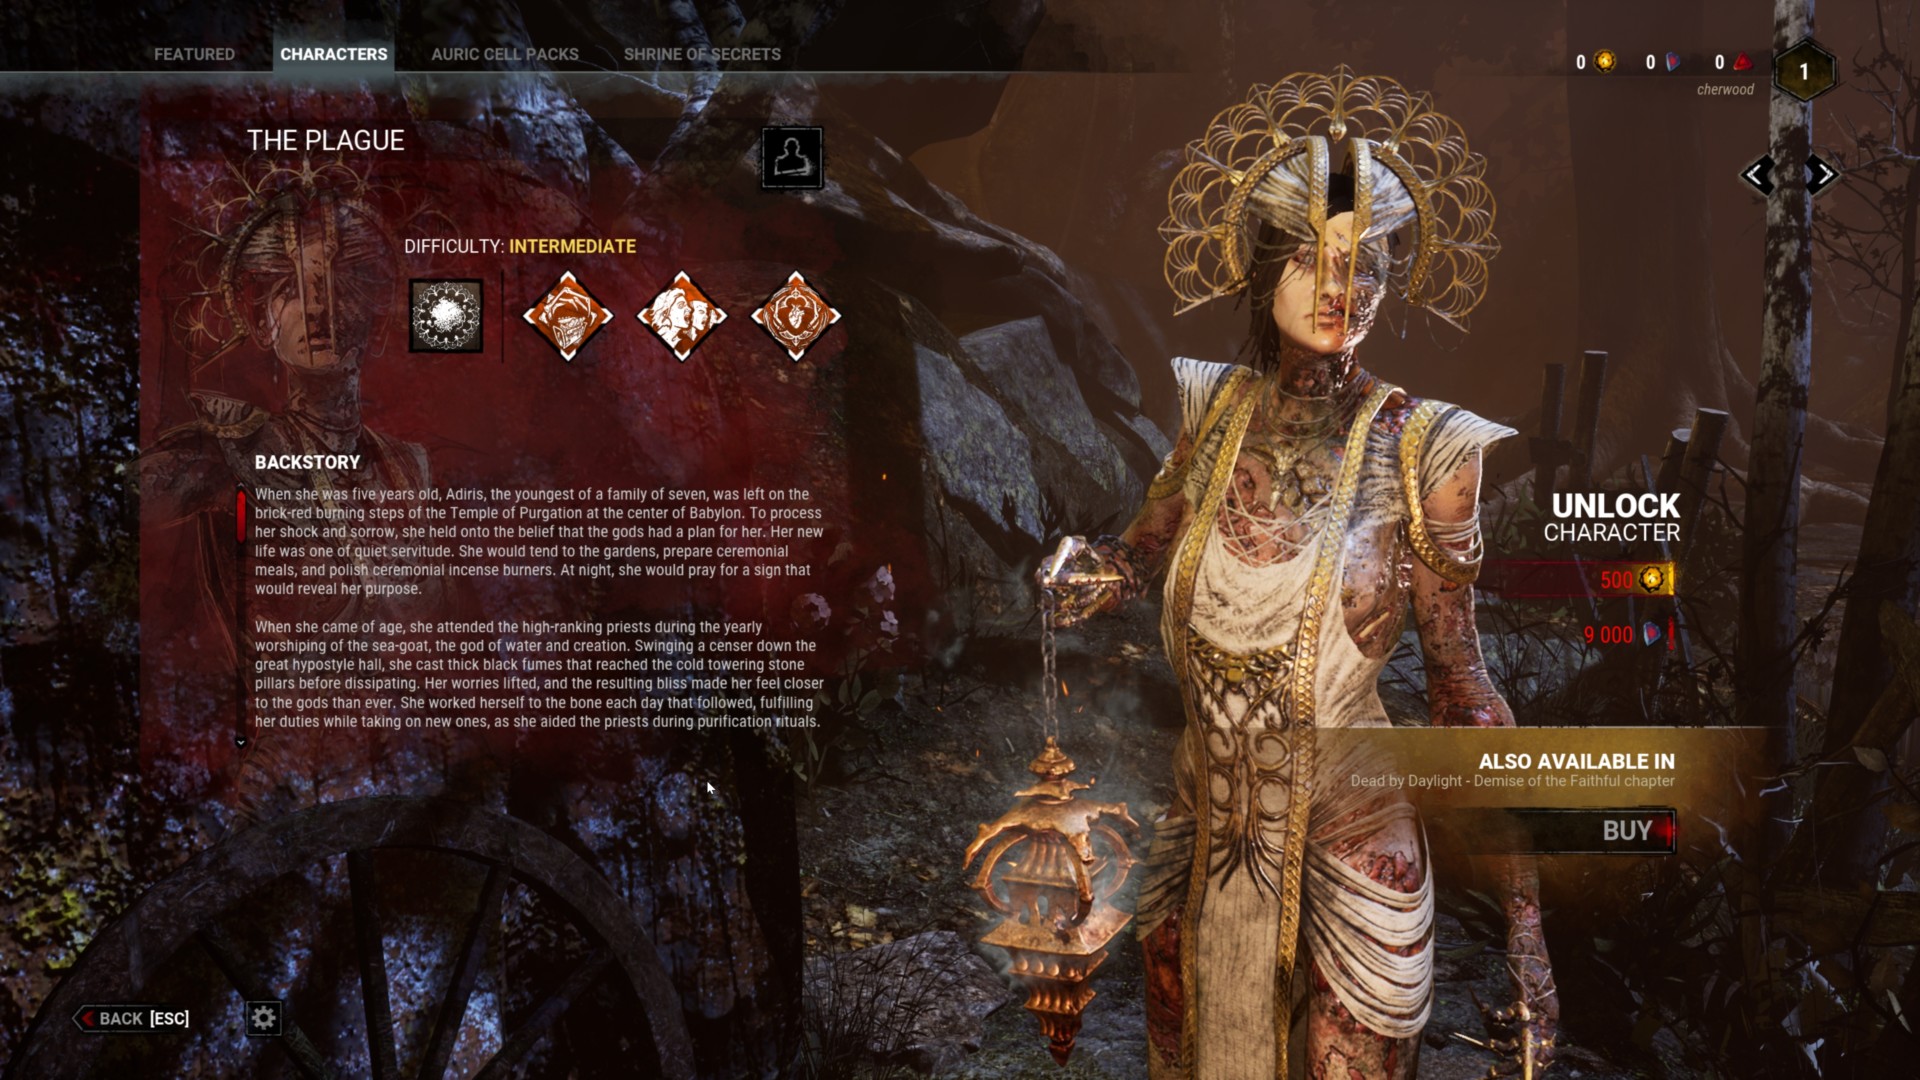 FEATURED CHARACTERS AURIC CELL PACKS SHRINE OF SECRETS
0 0 0 1
cherwood
THE PLAGUE
DIFFICULTY: INTERMEDIATE
BACKSTORY
When she was five years old, Adiris, the youngest of a family of seven, was left on the
brick-red burning steps of the Temple of Purgation at the center of Babylon. To process
her shock and sorrow, she held onto the belief that the gods had a plan for her. Her new
life was one of quiet servitude. She would tend to the gardens, prepare ceremonial
meals, and polish ceremonial incense burners. At night, she would pray for a sign that
would reveal her purpose.
When she came of age, she attended the high-ranking priests during the yearly
worshiping of the sea-goat, the god of water and creation. Swinging a censer down the
great hypostyle hall, she cast thick black fumes that reached the cold towering stone
pillars before dissipating. Her worries lifted, and the resulting bliss made her feel closer
to the gods than ever. She worked herself to the bone each day that followed, fulfilling
her duties while taking on new ones, as she aided the priests during purification rituals.
UNLOCK
CHARACTER
500
9 000
ALSO AVAILABLE IN
Dead by Daylight - Demise of the Faithful chapter
BUY
BACK [ESC]